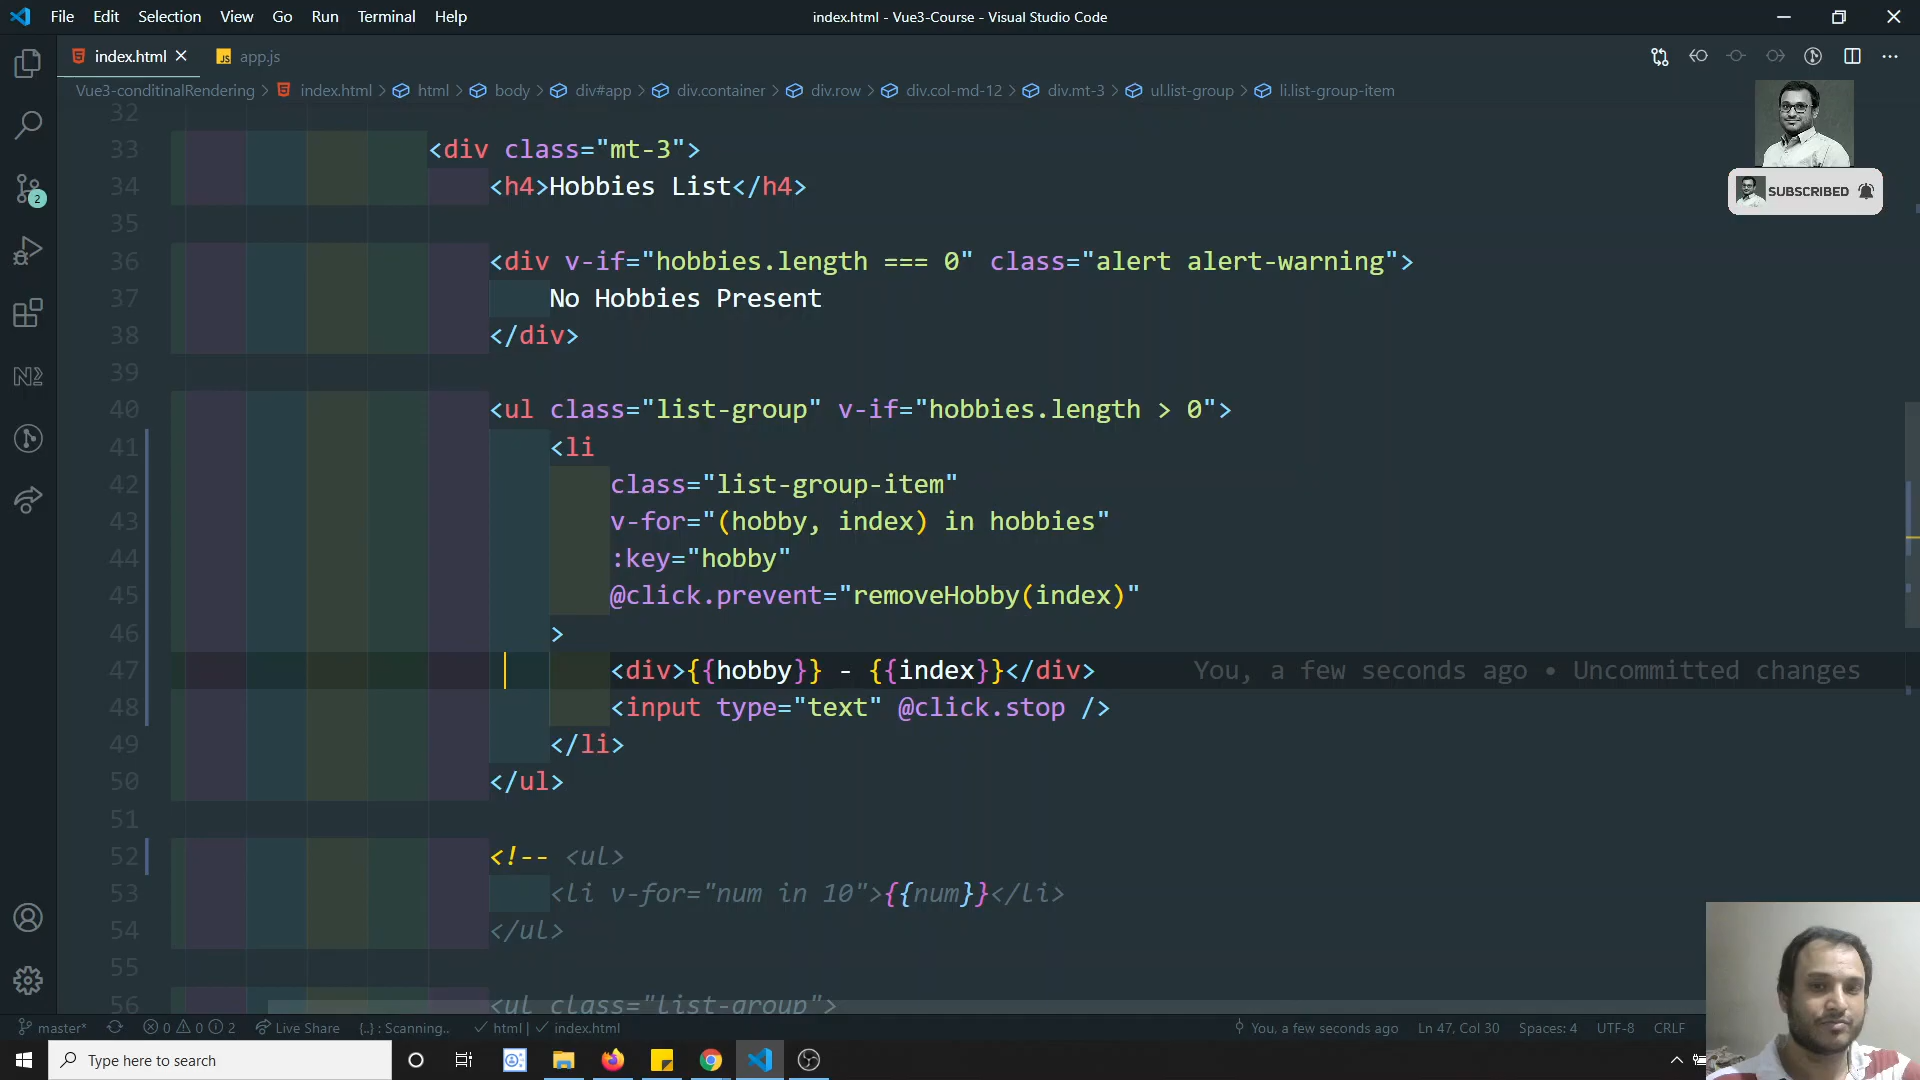 File Edit Selection View Go Run Terminal Help
index.html - Vue3-Course - Visual Studio Code
index.html
JS app.js
Vue3-conditinalRendering > index.html > html > body > div#app > div.container > div.row > div.col-md-12 > div.mt-3 > ul.list-group > li.list-group-item
SUBSCRIBED
32
33 <div class="mt-3">
34 <h4>Hobbies List</h4>
35
36 <div v-if="hobbies.length === 0" class="alert alert-warning">
37 No Hobbies Present
38 </div>
39
40 <ul class="list-group" v-if="hobbies.length > 0">
41 <li
42 class="list-group-item"
43 v-for="(hobby, index) in hobbies"
44 :key="hobby"
45 @click.prevent="removeHobby(index)"
46 >
47 <div>{{hobby}} - {{index}}</div> You, a few seconds ago • Uncommitted changes
48 <input type="text" @click.stop />
49 </li>
50 </ul>
51
52 <!-- <ul>
53 <li v-for="num in 10">{{num}}</li>
54 </ul>
55
56 <ul class="list-group">
2
master* 0 0 2 Live Share {..} : Scanning.. html | index.html
You, a few seconds ago Ln 47, Col 30 Spaces: 4 UTF-8 CRLF
Type here to search